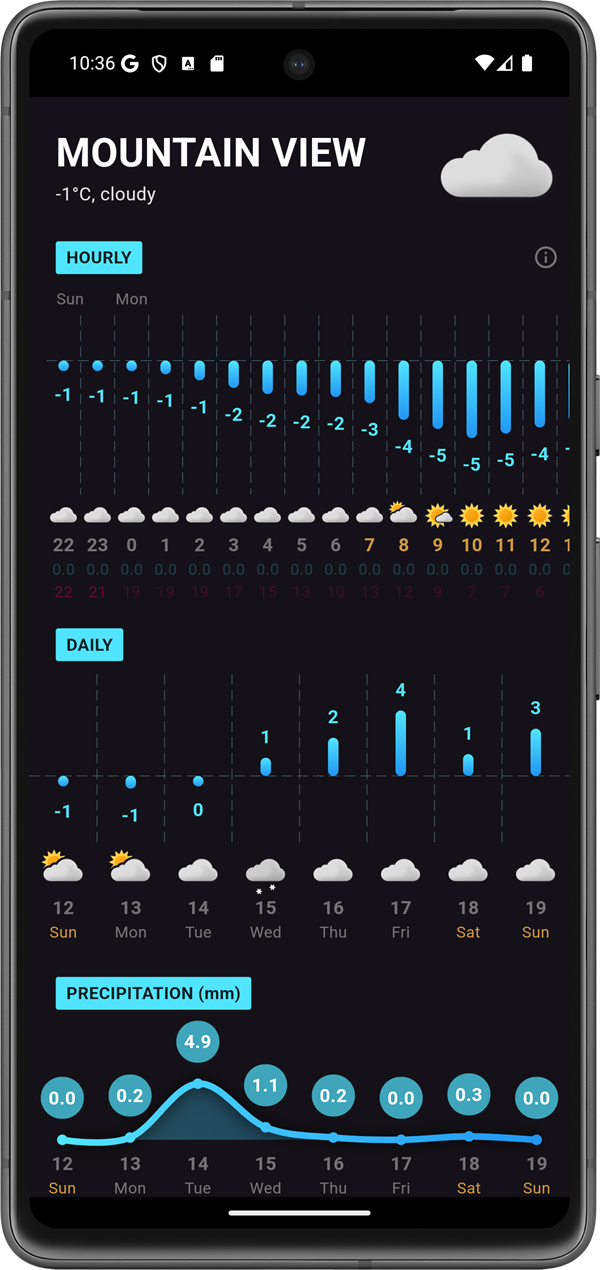 10:36
MOUNTAIN VIEW
-1°C, cloudy
HOURLY
Sun Mon
-1 -1 -1 -1 -1 -2 -2 -2 -2 -3 -4 -5 -5 -5 -4 -
22 23 0 1 2 3 4 5 6 7 8 9 10 11 12 1
0.0 0.0 0.0 0.0 0.0 0.0 0.0 0.0 0.0 0.0 0.0 0.0 0.0 0.0 0.0 0
22 21 19 19 19 17 15 13 10 13 12 9 7 7 6
DAILY
-1 -1 0 1 2 4 1 3
12 13 14 15 16 17 18 19
Sun Mon Tue Wed Thu Fri Sat Sun
PRECIPITATION (mm)
0.0 0.2 4.9 1.1 0.2 0.0 0.3 0.0
12 13 14 15 16 17 18 19
Sun Mon Tue Wed Thu Fri Sat Sun